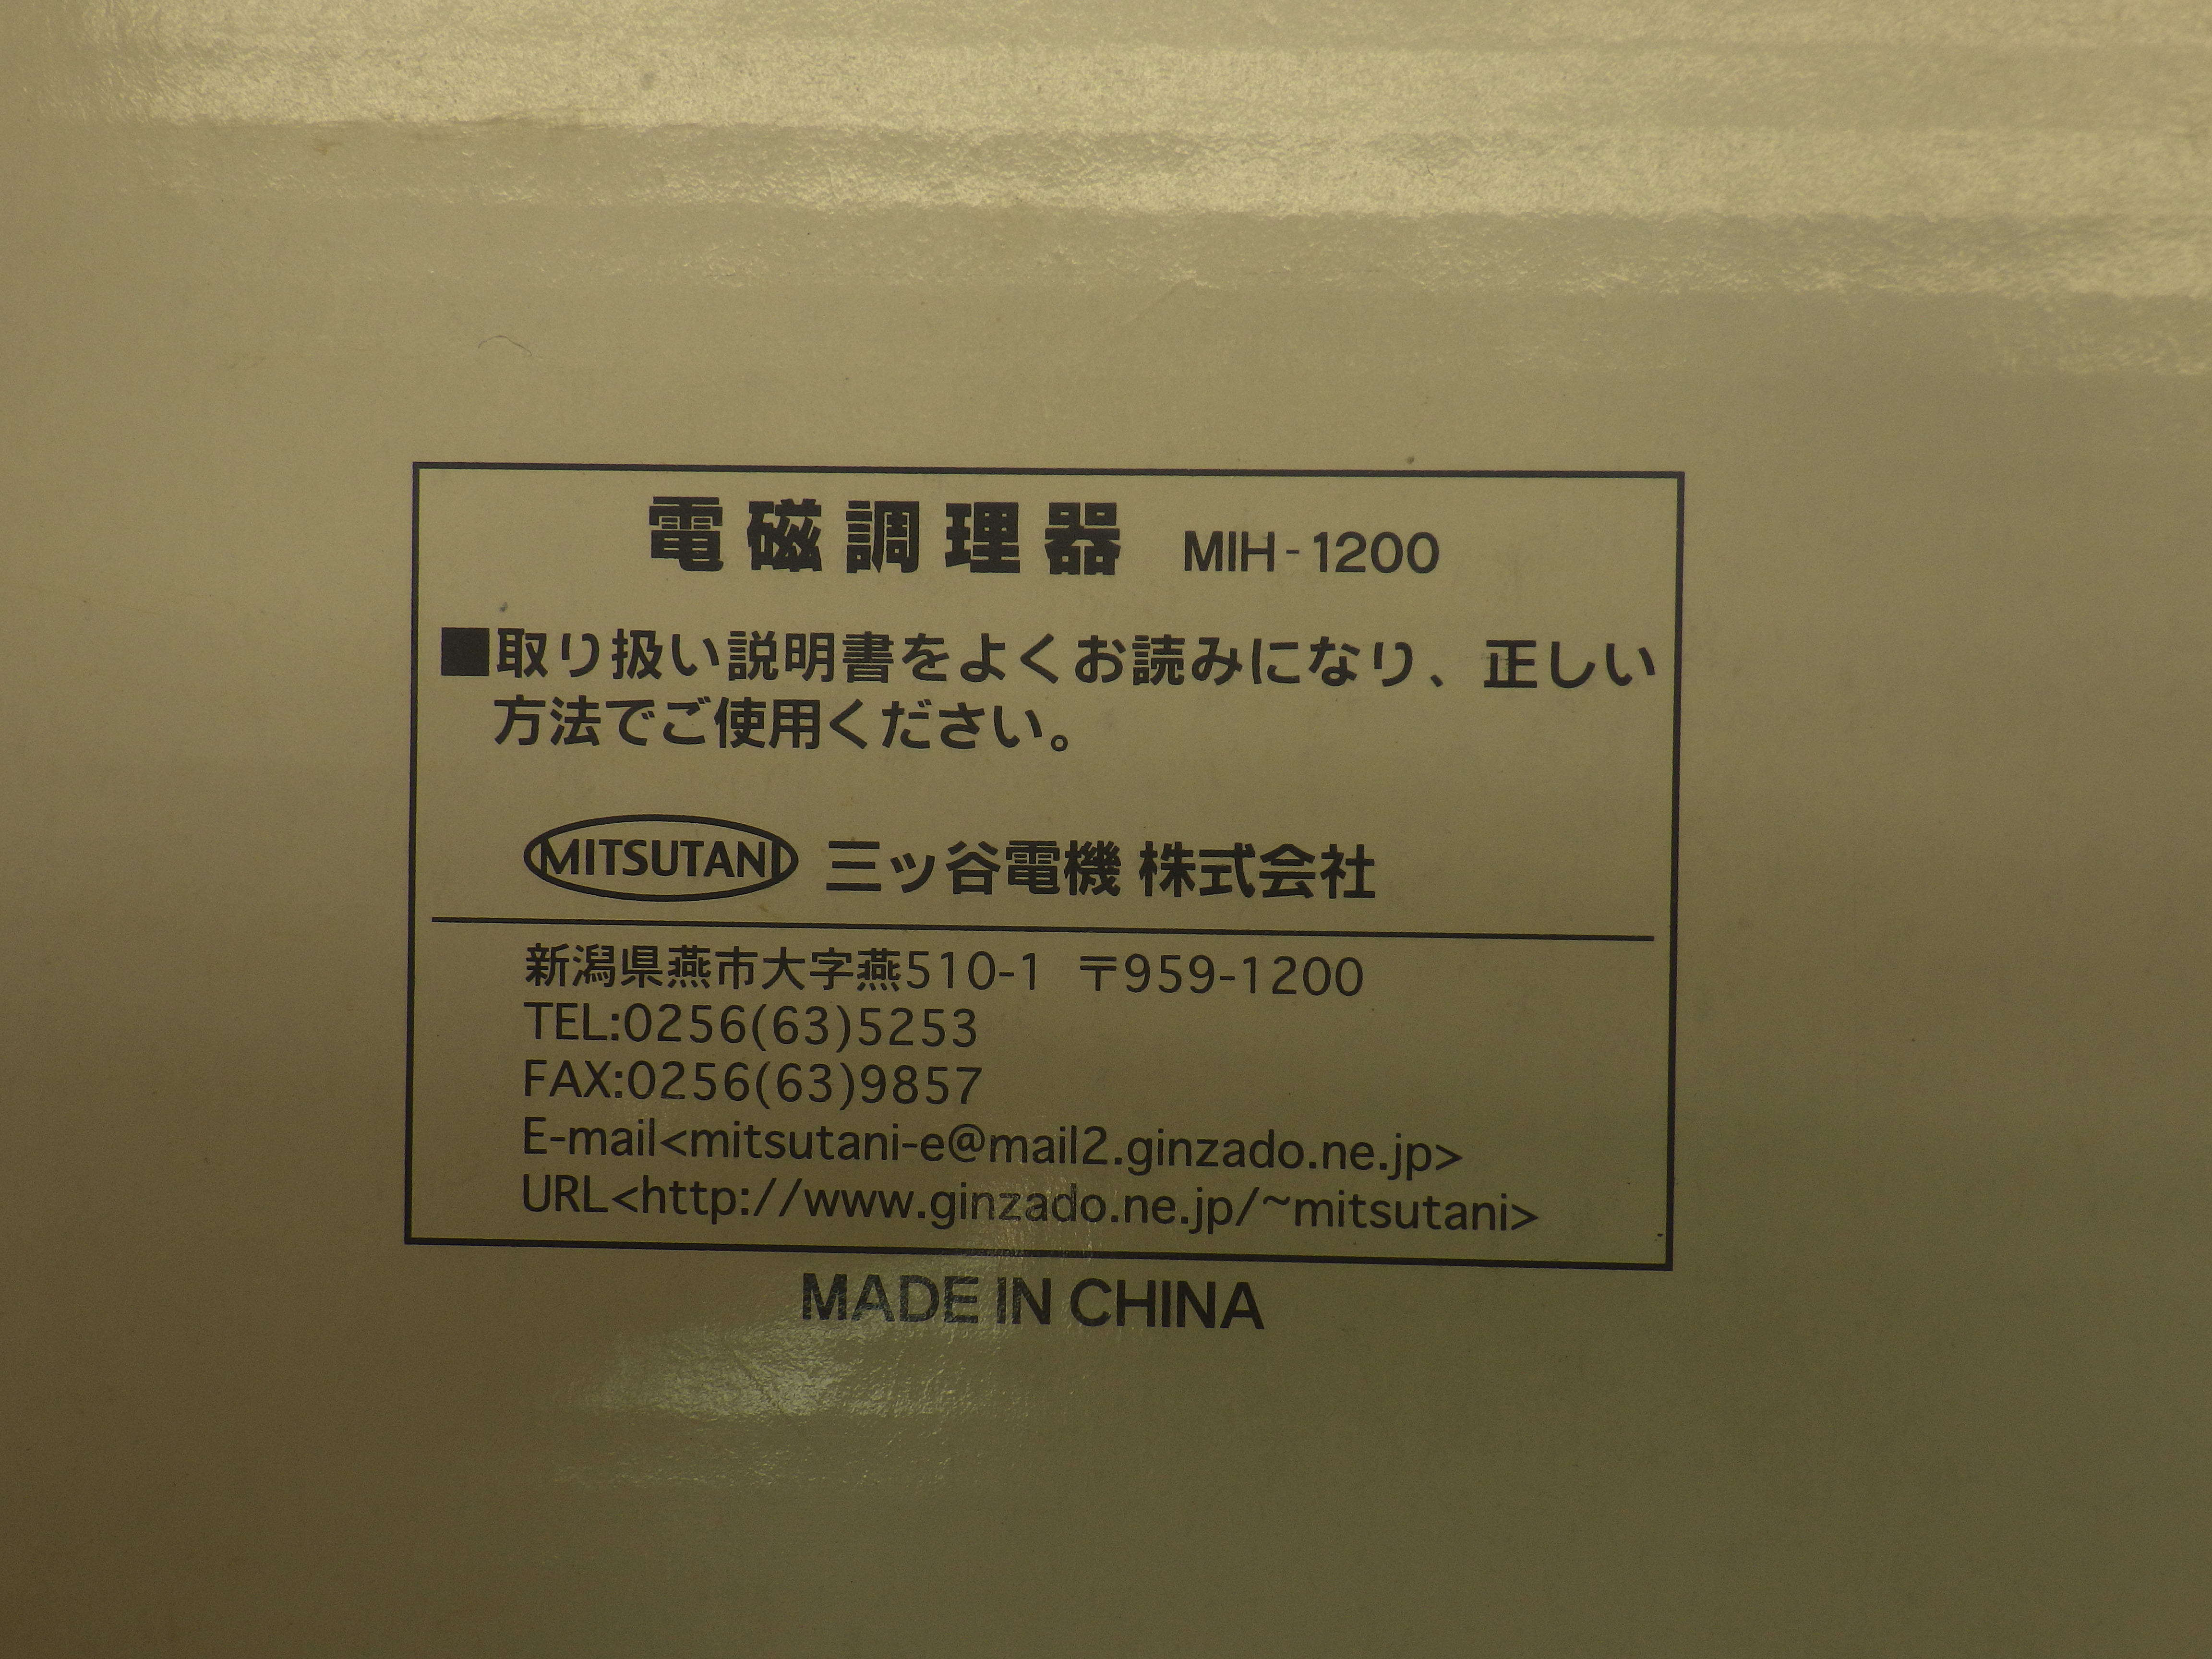 電磁調理器 MIH-1200
■取り扱い説明書をよくお読みになり、正しい
方法でご使用ください。
MITSUTANI 三ッ谷電機 株式会社
新潟県燕市大字燕510-1 〒959-1200
TEL:0256(63)5253
FAX:0256(63)9857
E-mail<mitsutani-e@mail2.ginzado.ne.jp>
URL<http://www.ginzado.ne.jp/~mitsutani>
MADE IN CHINA